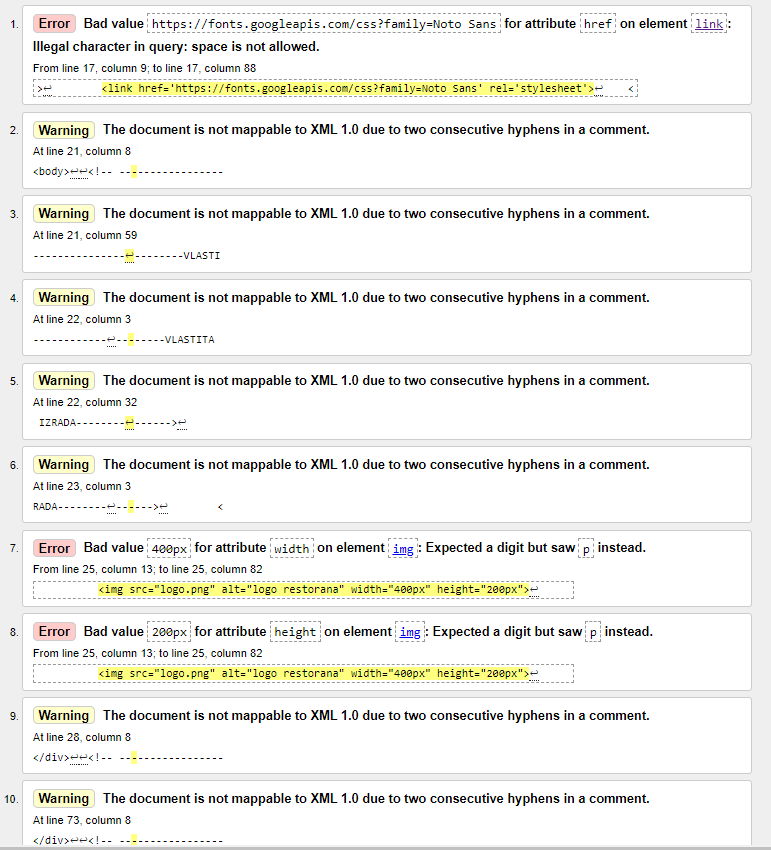 1. Error Bad value https://fonts.googleapis.com/css?family=Noto Sans for attribute href on element link:
Illegal character in query: space is not allowed.
From line 17, column 9; to line 17, column 88
>↩ <link href='https://fonts.googleapis.com/css?family=Noto Sans' rel='stylesheet'>↩ <
2. Warning The document is not mappable to XML 1.0 due to two consecutive hyphens in a comment.
At line 21, column 8
<body>↩↩<!-- -----------------
3. Warning The document is not mappable to XML 1.0 due to two consecutive hyphens in a comment.
At line 21, column 59
---------------↩--------VLASTI
4. Warning The document is not mappable to XML 1.0 due to two consecutive hyphens in a comment.
At line 22, column 3
------------↩--------VLASTITA
5. Warning The document is not mappable to XML 1.0 due to two consecutive hyphens in a comment.
At line 22, column 32
IZRADA--------↩------>↩
6. Warning The document is not mappable to XML 1.0 due to two consecutive hyphens in a comment.
At line 23, column 3
RADA--------↩------>↩ <
7. Error Bad value 400px for attribute width on element img: Expected a digit but saw p instead.
From line 25, column 13; to line 25, column 82
<img src="logo.png" alt="logo restorana" width="400px" height="200px">↩
8. Error Bad value 200px for attribute height on element img: Expected a digit but saw p instead.
From line 25, column 13; to line 25, column 82
<img src="logo.png" alt="logo restorana" width="400px" height="200px">↩
9. Warning The document is not mappable to XML 1.0 due to two consecutive hyphens in a comment.
At line 28, column 8
</div>↩↩<!-- -----------------
10. Warning The document is not mappable to XML 1.0 due to two consecutive hyphens in a comment.
At line 73, column 8
</div>↩↩<!-- -----------------